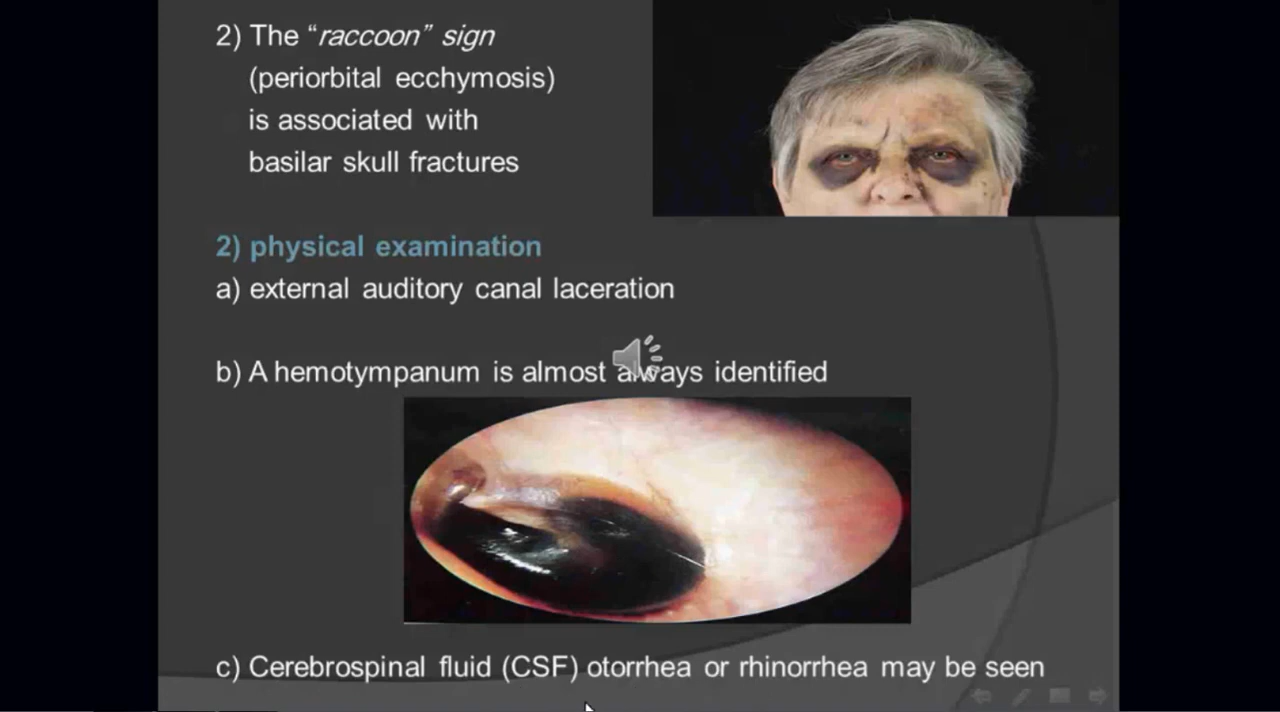 2) The “raccoon” sign
(periorbital ecchymosis)
is associated with
basilar skull fractures
2) physical examination
a) external auditory canal laceration
b) A hemotympanum is almost always identified
c) Cerebrospinal fluid (CSF) otorrhea or rhinorrhea may be seen